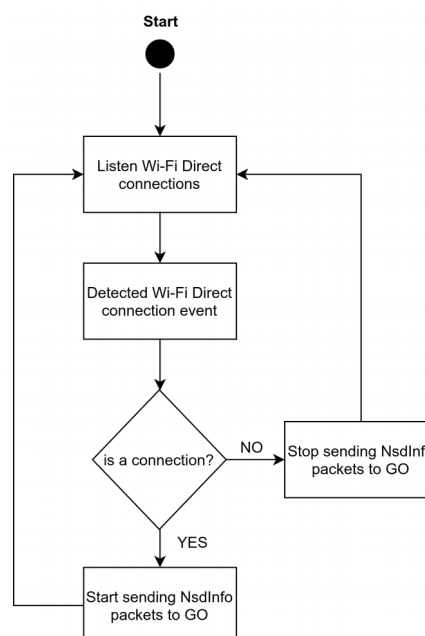 Start
Listen Wi-Fi Direct
connections
Detected Wi-Fi Direct
connection event
is a connection?
NO
Stop sending NsdInf
packets to GO
YES
Start sending NsdInfo
packets to GO